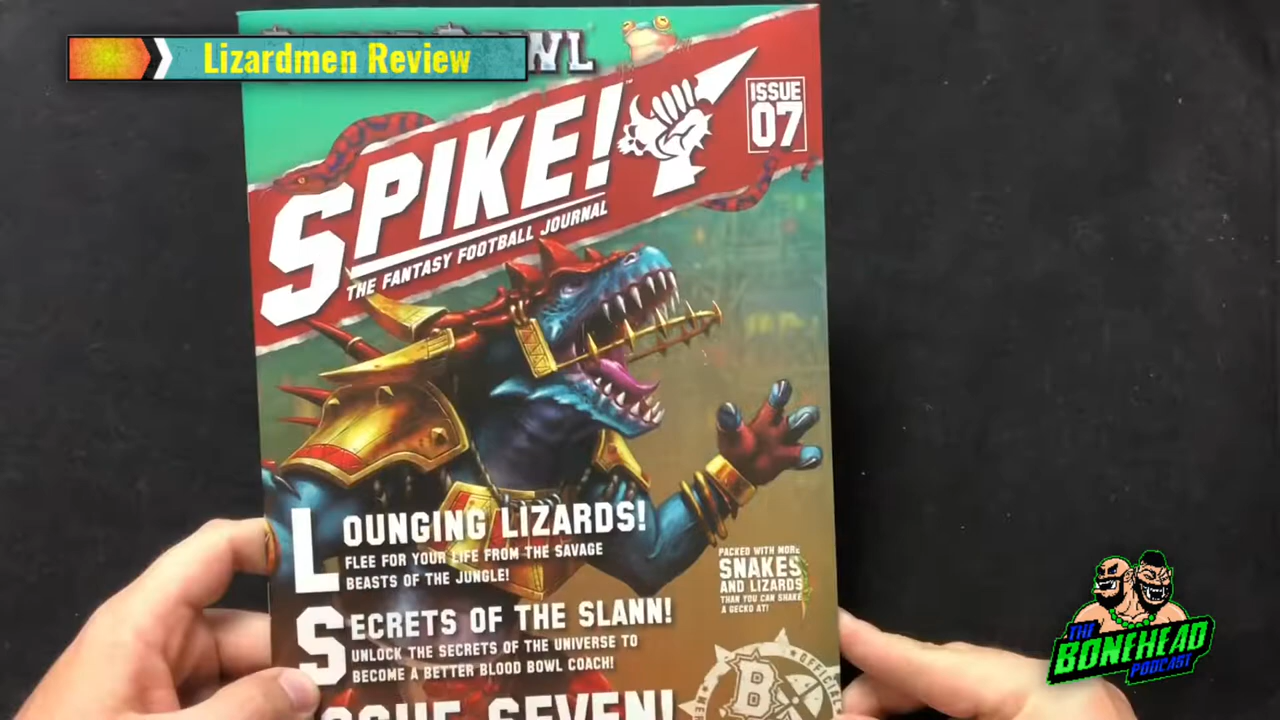 Lizardmen Review
SPIKE!
THE FANTASY FOOTBALL JOURNAL
ISSUE
07
LOUNGING LIZARDS!
FLEE FOR YOUR LIFE FROM THE SAVAGE
BEASTS OF THE JUNGLE!
PACKED WITH MORE
SNAKES
AND LIZARDS
THAN YOU CAN SHAKE
A GECKO AT!
SECRETS OF THE SLANN!
UNLOCK THE SECRETS OF THE UNIVERSE TO
BECOME A BETTER BLOOD BOWL COACH!
SEVEN!
B
OFFICIAL
THE
BONEHEAD
PODCAST